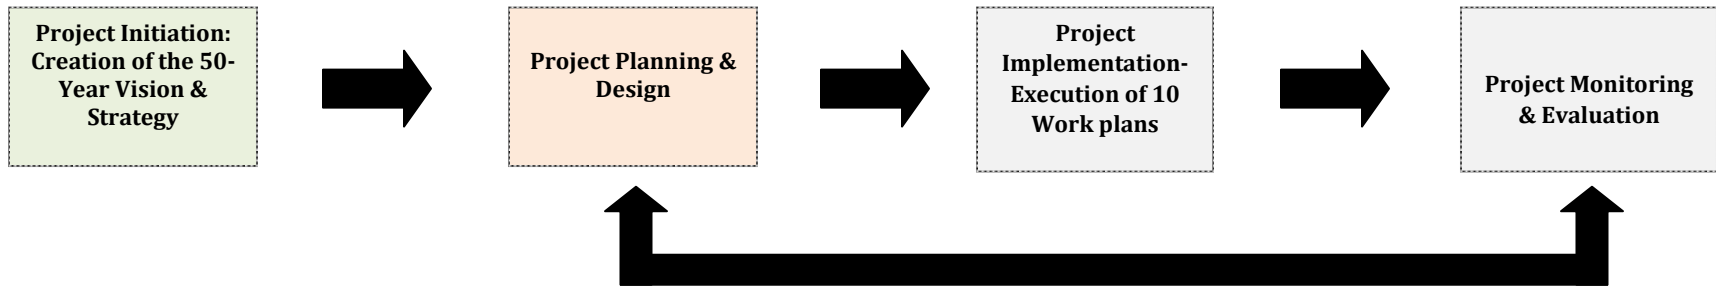 Project Initiation:
Creation of the 50-
Year Vision &
Strategy
Project Planning &
Design
Project
Implementation-
Execution of 10
Work plans
Project Monitoring
& Evaluation